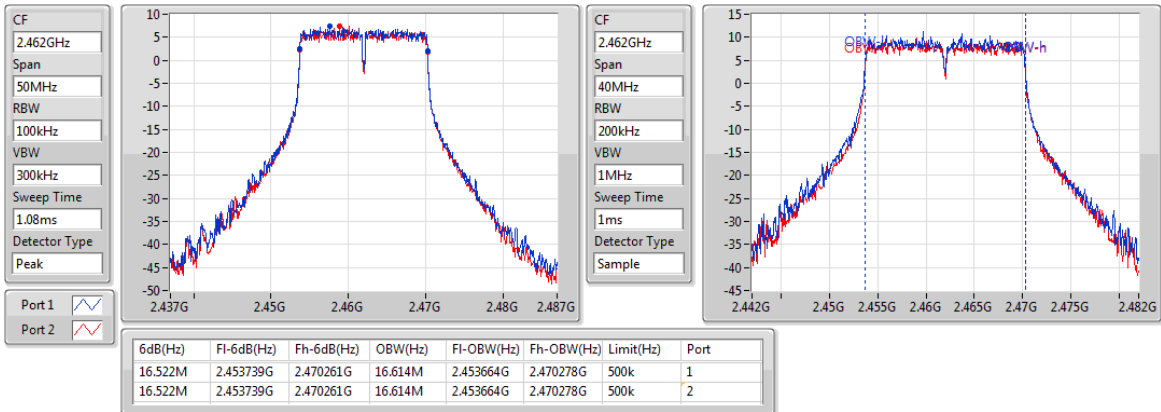 CF
2.462GHz
Span
50MHz
RBW
100kHz
VBW
300kHz
Sweep Time
1.08ms
Detector Type
Peak
Port 1
Port 2
10
5
0
-5
-10
-15
-20
-25
-30
-35
-40
-45
-50
2.437G 2.45G 2.46G 2.47G 2.48G 2.487G
CF
2.462GHz
Span
40MHz
RBW
200kHz
VBW
1MHz
Sweep Time
1ms
Detector Type
Sample
15
10
5
0
-5
-10
-15
-20
-25
-30
-35
-40
-45
OBW-h
2.442G 2.45G 2.455G 2.46G 2.465G 2.47G 2.475G 2.482G
6dB(Hz) Fl-6dB(Hz) Fh-6dB(Hz) OBW(Hz) Fl-OBW(Hz) Fh-OBW(Hz) Limit(Hz) Port
16.522M 2.453739G 2.470261G 16.614M 2.453664G 2.470278G 500k 1
16.522M 2.453739G 2.470261G 16.614M 2.453664G 2.470278G 500k 2